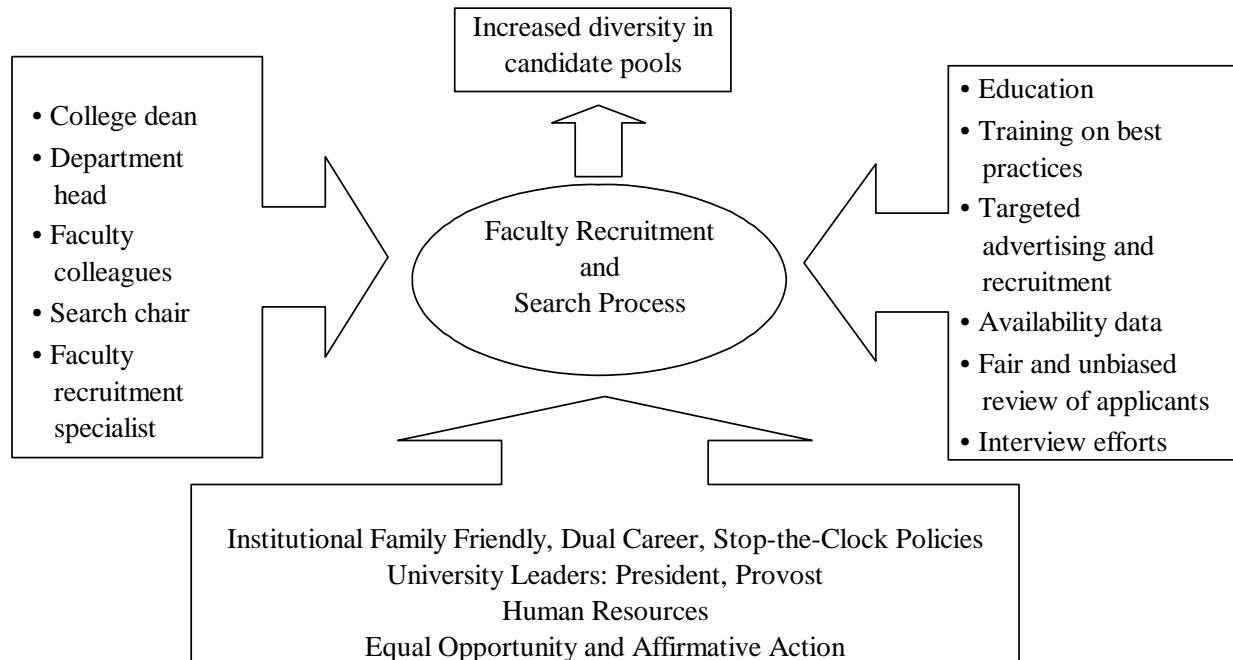 Increased diversity in
candidate pools
• College dean
• Department
head
• Faculty
colleagues
• Search chair
• Faculty
recruitment
specialist
Faculty Recruitment
and
Search Process
• Education
• Training on best
practices
• Targeted
advertising and
recruitment
• Availability data
• Fair and unbiased
review of applicants
• Interview efforts
Institutional Family Friendly, Dual Career, Stop-the-Clock Policies
University Leaders: President, Provost
Human Resources
Equal Opportunity and Affirmative Action